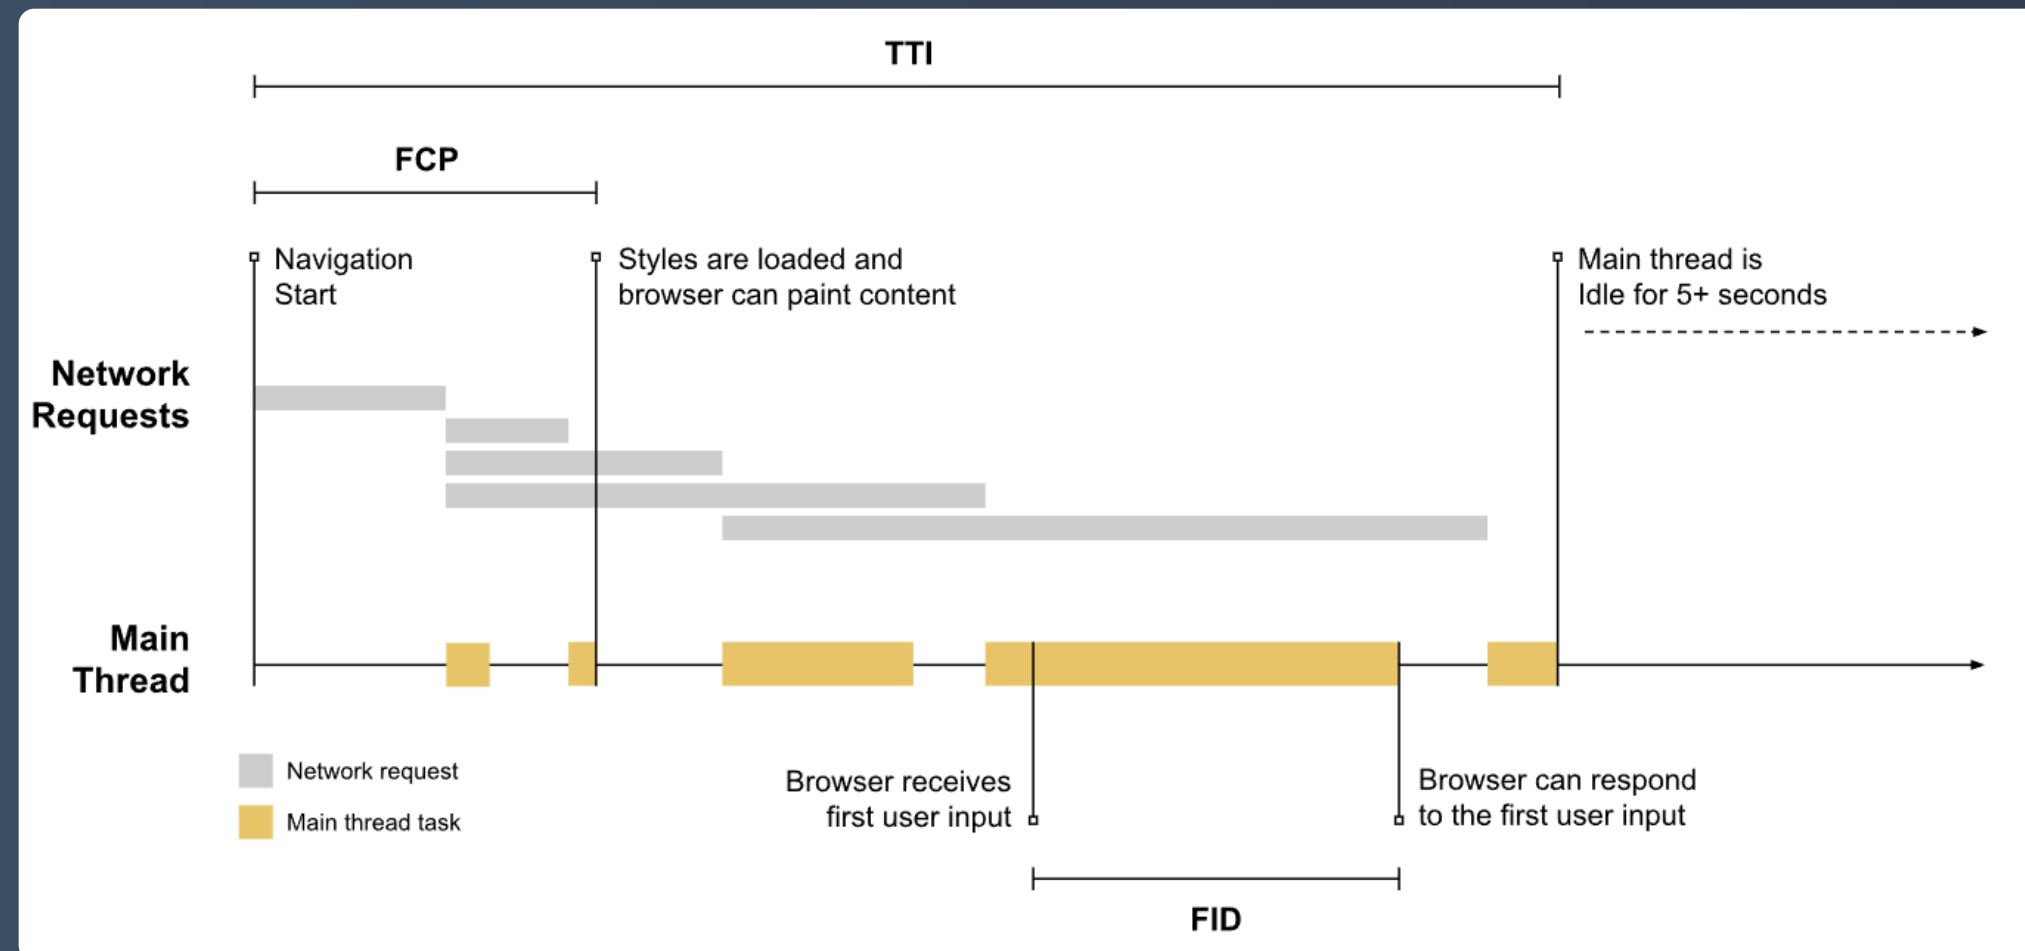 TTI
FCP
Navigation
Start
Styles are loaded and
browser can paint content
Main thread is
Idle for 5+ seconds
Network
Requests
Main
Thread
Network request
Main thread task
Browser receives
first user input
Browser can respond
to the first user input
FID